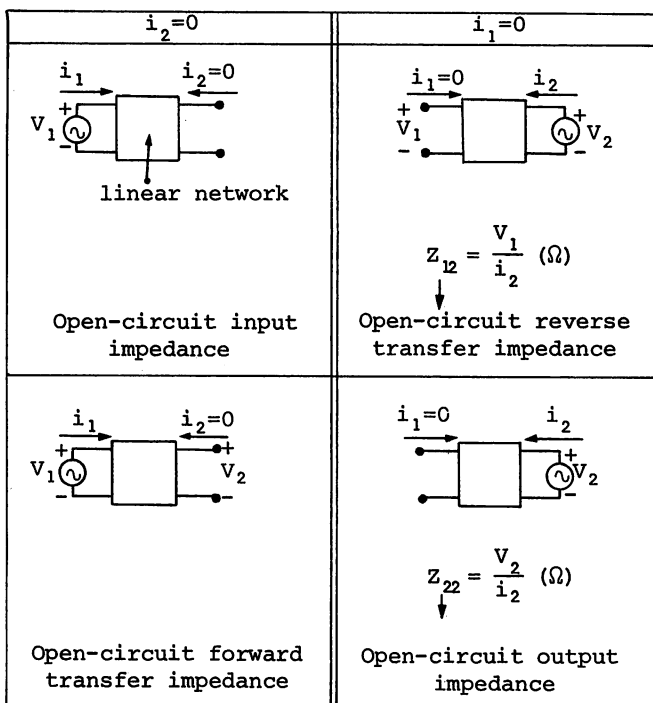 i₂=0
i₁=0
i₁
i₂=0
+
V₁
-
linear network
Open-circuit input
impedance
i₁=0
i₂
+
V₁
-
+
V₂
-
Z₁₂ = V₁/i₂ (Ω)
Open-circuit reverse
transfer impedance
i₁
i₂=0
+
V₁
-
+
V₂
-
Open-circuit forward
transfer impedance
i₁=0
i₂
+
V₂
-
Z₂₂ = V₂/i₂ (Ω)
Open-circuit output
impedance